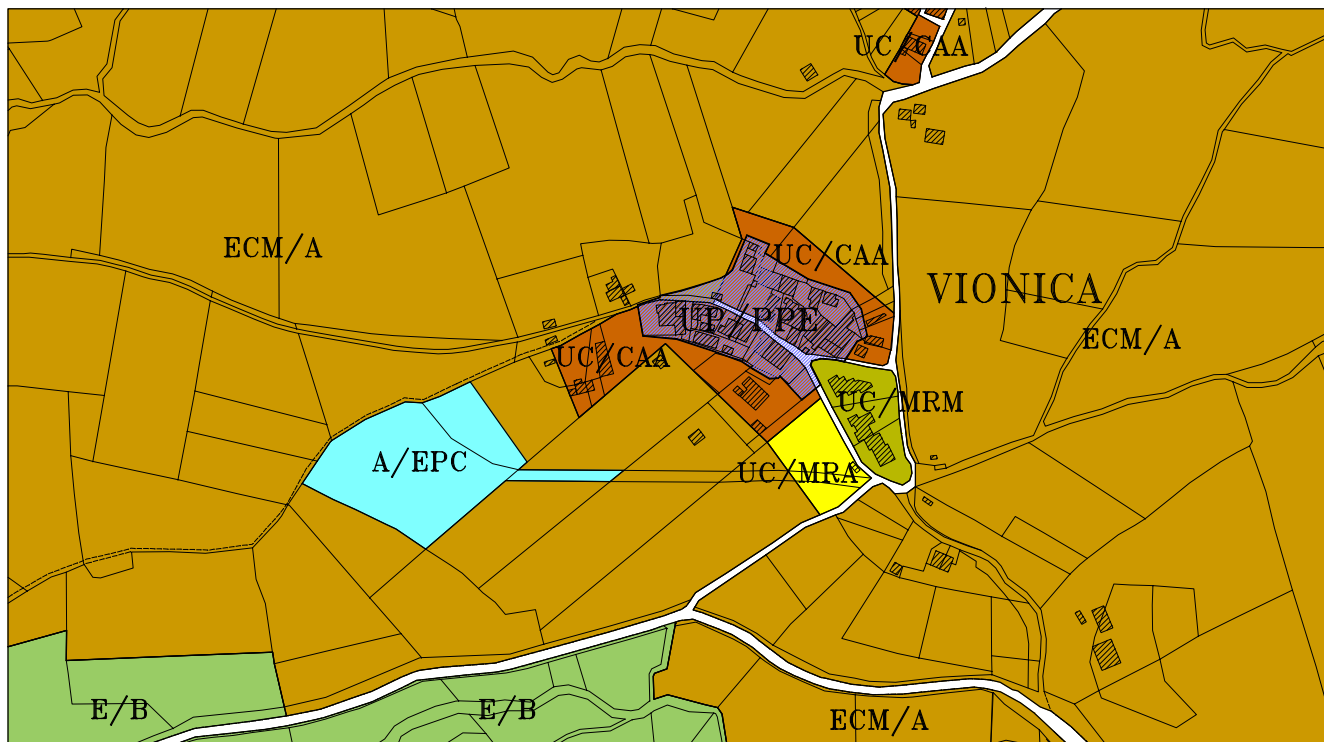 UC/CAA
ECM/A
UC/CAA
VIONICA
UP/PPE
ECM/A
UC/CAA
UC/MRM
A/EPC
UC/MRA
E/B
E/B
ECM/A